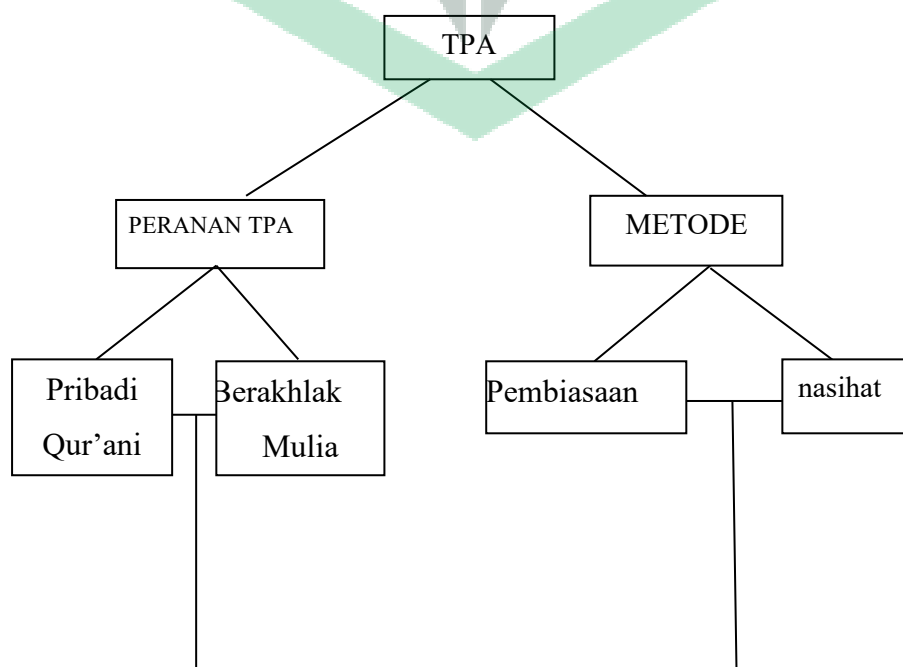 TPA
PERANAN TPA
METODE
Pribadi
Qur’ani
Berakhlak
Mulia
Pembiasaan
nasihat